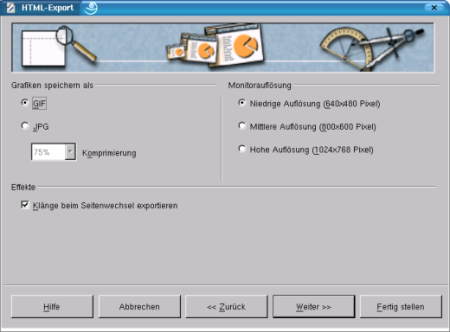 HTML-Export
Grafiken speichern als
GIF
JPG
75%
Komprimierung
Monitorauflösung
Niedrige Auflösung (640x480 Pixel)
Mittlere Auflösung (800x600 Pixel)
Hohe Auflösung (1024x768 Pixel)
Effekte
Klänge beim Seitenwechsel exportieren
Hilfe
Abbrechen
<< Zurück
Weiter >>
Fertig stellen